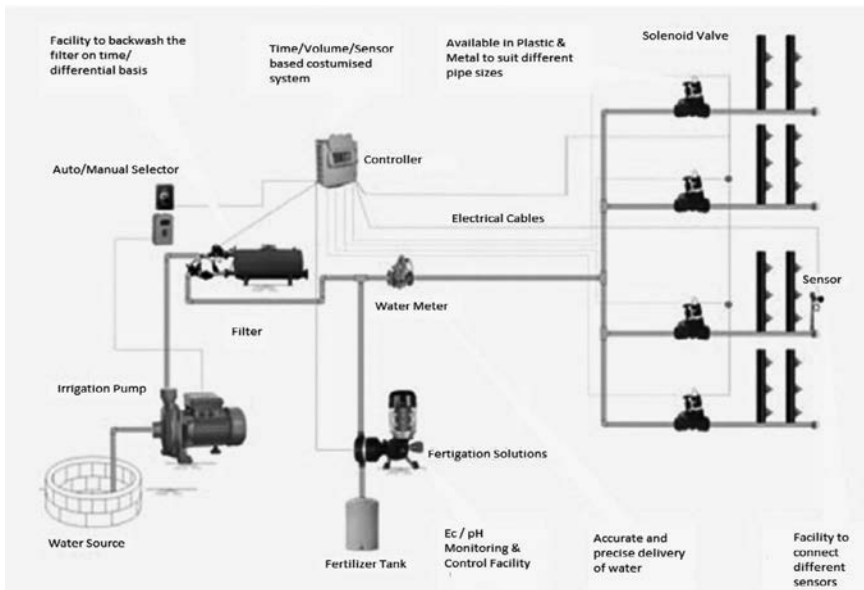 Facility to backwash the
filter on time/
differential basis
Time/Volume/Sensor
based costumised
system
Available in Plastic &
Metal to suit different
pipe sizes
Solenoid Valve
Auto/Manual Selector
Controller
Electrical Cables
Sensor
Water Meter
Filter
Irrigation Pump
Fertigation Solutions
Water Source
Fertilizer Tank
Ec / pH
Monitoring &
Control Facility
Accurate and
precise delivery
of water
Facility to
connect
different
sensors